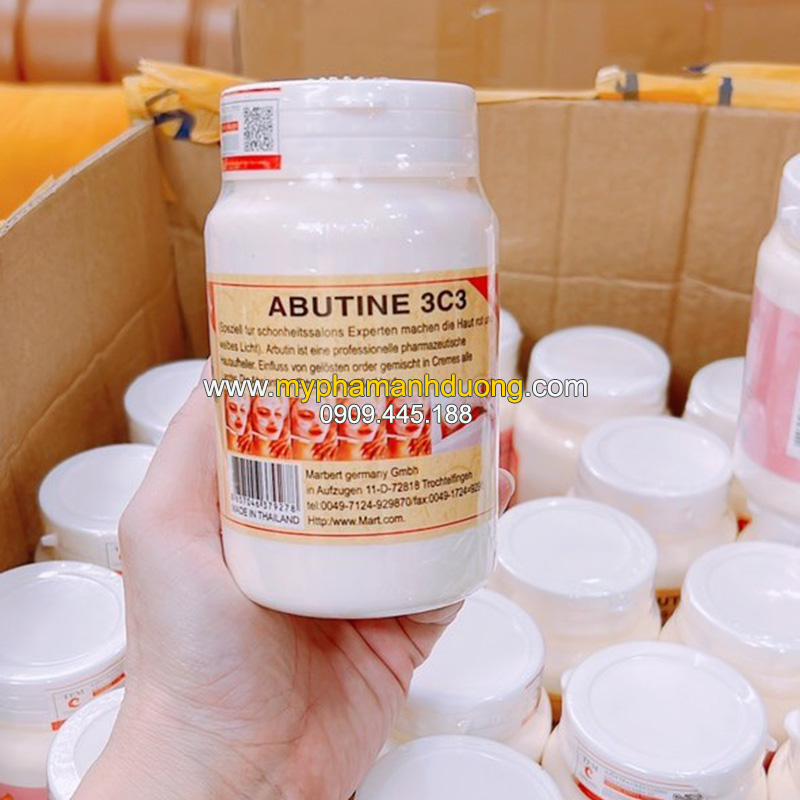 ABUTINE 3C3
(Speziell fur schonheitssalons Experten machen die Haut rot
weibes Licht). Arbutin ist eine professionelle pharmazeutische
Hautaufheller. Einfluss von gelösten order gemischt in Cremes alle
www.myphamanhduong.com
0909.445.188
Marbert germany Gmbh
in Aufzugen 11-D-72818 Trochtelfingen
tel:0049-7124-929870/fax:0049-1724-929
Http:/www.Mart.com.
MADE IN THAILAND